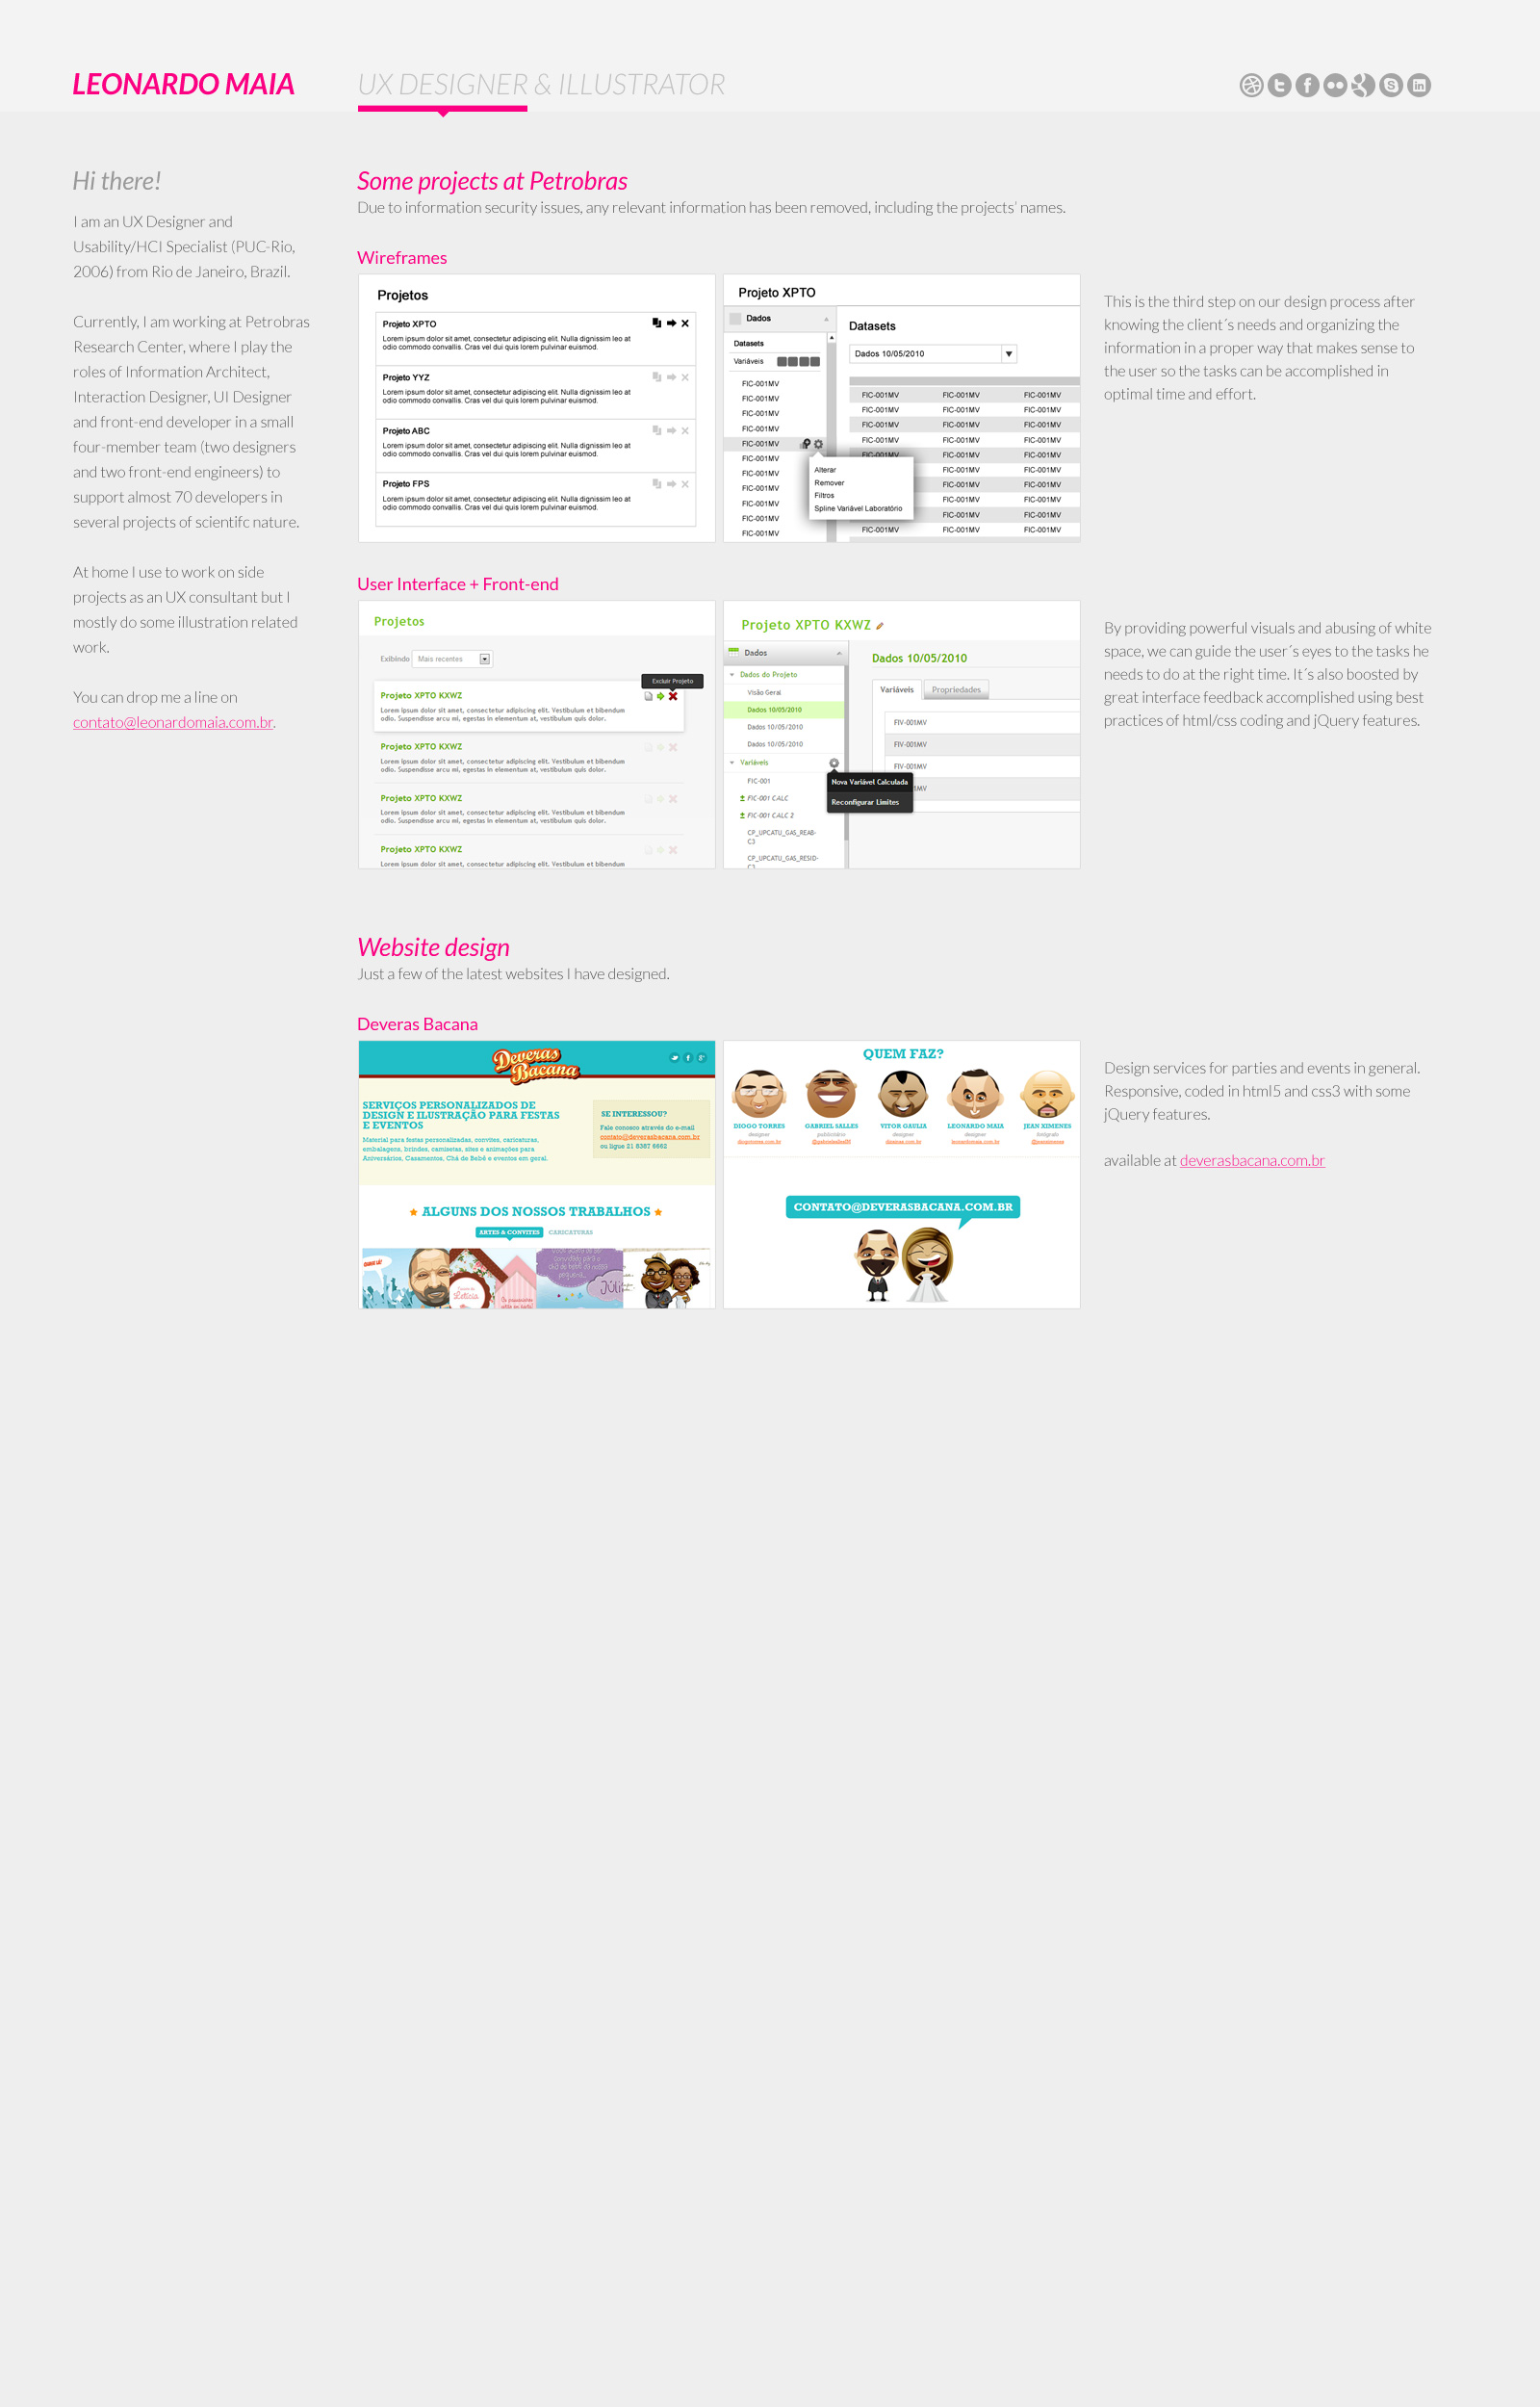 LEONARDO MAIA
UX DESIGNER & ILLUSTRATOR
Hi there!
I am an UX Designer and
Usability/HCI Specialist (PUC-Rio,
2006) from Rio de Janeiro, Brazil.
Currently, I am working at Petrobras
Research Center, where I play the
roles of Information Architect,
Interaction Designer, UI Designer
and front-end developer in a small
four-member team (two designers
and two front-end engineers) to
support almost 70 developers in
several projects of scientifc nature.
At home I use to work on side
projects as an UX consultant but I
mostly do some illustration related
work.
You can drop me a line on
contato@leonardomaia.com.br.
Some projects at Petrobras
Due to information security issues, any relevant information has been removed, including the projects' names.
Wireframes
Projetos
Projeto XPTO
Lorem ipsum dolor sit amet, consectetur adipiscing elit. Nulla dignissim leo at
odio commodo convallis. Cras vel dui quis lorem pulvinar euismod.
Projeto YYZ
Lorem ipsum dolor sit amet, consectetur adipiscing elit. Nulla dignissim leo at
odio commodo convallis. Cras vel dui quis lorem pulvinar euismod.
Projeto ABC
Lorem ipsum dolor sit amet, consectetur adipiscing elit. Nulla dignissim leo at
odio commodo convallis. Cras vel dui quis lorem pulvinar euismod.
Projeto FPS
Lorem ipsum dolor sit amet, consectetur adipiscing elit. Nulla dignissim leo at
odio commodo convallis. Cras vel dui quis lorem pulvinar euismod.
Projeto XPTO
Dados
Datasets
Variáveis
FIC-001MV
FIC-001MV
FIC-001MV
FIC-001MV
FIC-001MV
FIC-001MV
FIC-001MV
FIC-001MV
FIC-001MV
FIC-001MV
FIC-001MV
Alterar
Remover
Filtros
Spline Variável Laboratório
Datasets
Dados 10/05/2010
FIC-001MV FIC-001MV FIC-001MV
FIC-001MV FIC-001MV FIC-001MV
FIC-001MV FIC-001MV FIC-001MV
FIC-001MV FIC-001MV FIC-001MV
FIC-001MV FIC-001MV FIC-001MV
FIC-001MV FIC-001MV
FIC-001MV FIC-001MV
FIC-001MV FIC-001MV
FIC-001MV FIC-001MV
FIC-001MV FIC-001MV FIC-001MV
This is the third step on our design process after
knowing the client´s needs and organizing the
information in a proper way that makes sense to
the user so the tasks can be accomplished in
optimal time and effort.
User Interface + Front-end
Projetos
Exibindo Mais recentes
Excluir Projeto
Projeto XPTO KXWZ
Lorem ipsum dolor sit amet, consectetur adipiscing elit. Vestibulum et bibendum
odio. Suspendisse arcu mi, egestas in elementum at, vestibulum quis dolor.
Projeto XPTO KXWZ
Lorem ipsum dolor sit amet, consectetur adipiscing elit. Vestibulum et bibendum
odio. Suspendisse arcu mi, egestas in elementum at, vestibulum quis dolor.
Projeto XPTO KXWZ
Lorem ipsum dolor sit amet, consectetur adipiscing elit. Vestibulum et bibendum
odio. Suspendisse arcu mi, egestas in elementum at, vestibulum quis dolor.
Projeto XPTO KXWZ
Lorem ipsum dolor sit amet, consectetur adipiscing elit. Vestibulum et bibendum
Projeto XPTO KXWZ
Dados
Dados do Projeto
Visão Geral
Dados 10/05/2010
Dados 10/05/2010
Dados 10/05/2010
Variáveis
FIC-001
FIC-001 CALC
FIC-001 CALC 2
CP_UPCATU_GAS_REAB-
C3
CP_UPCATU_GAS_RESID-
C3
Nova Variável Calculada
Reconfigurar Limites
Dados 10/05/2010
Variáveis Propriedades
FIV-001MV
FIV-001MV
FIV-001MV
By providing powerful visuals and abusing of white
space, we can guide the user´s eyes to the tasks he
needs to do at the right time. It´s also boosted by
great interface feedback accomplished using best
practices of html/css coding and jQuery features.
Website design
Just a few of the latest websites I have designed.
Deveras Bacana
Deveras
Bacana
SERVIÇOS PERSONALIZADOS DE
DESIGN E ILUSTRAÇÃO PARA FESTAS
E EVENTOS
Material para festas personalizadas, convites, caricaturas,
embalagens, brindes, camisetas, sites e animações para
Aniversários, Casamentos, Chá de Bebê e eventos em geral.
SE INTERESSOU?
Fale conosco através do e-mail
contato@deverasbacana.com.br
ou ligue 21 8387 6662
ALGUNS DOS NOSSOS TRABALHOS
ARTES & CONVITES CARICATURAS
QUEM FAZ?
DIOGO TORRES
designer
diogotorres.com.br
GABRIEL SALLES
publicitário
VITOR GAULIA
designer
LEONARDO MAIA
designer
leonardomaia.com.br
JEAN XIMENES
@jeanximenes
CONTATO@DEVERASBACANA.COM.BR
Design services for parties and events in general.
Responsive, coded in html5 and css3 with some
jQuery features.
available at deverasbacana.com.br